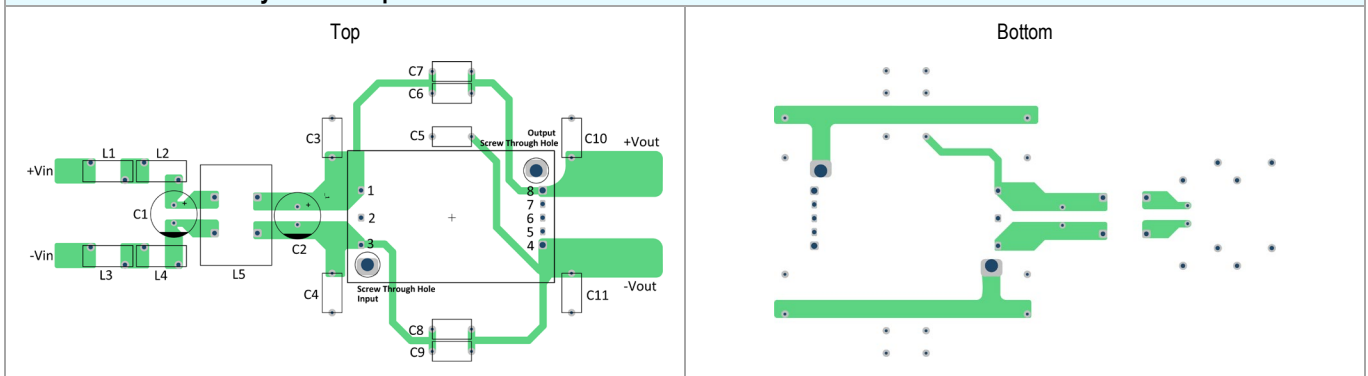 Top
Bottom
C7
C6
C5
Output
Screw Through Hole
C3
C10
+Vout
L1
L2
+Vin
1
8
7
C1
+
+
2
6
5
3
4
-Vin
C2
L3
L4
L5
Screw Through Hole
Input
C4
C11
-Vout
C8
C9